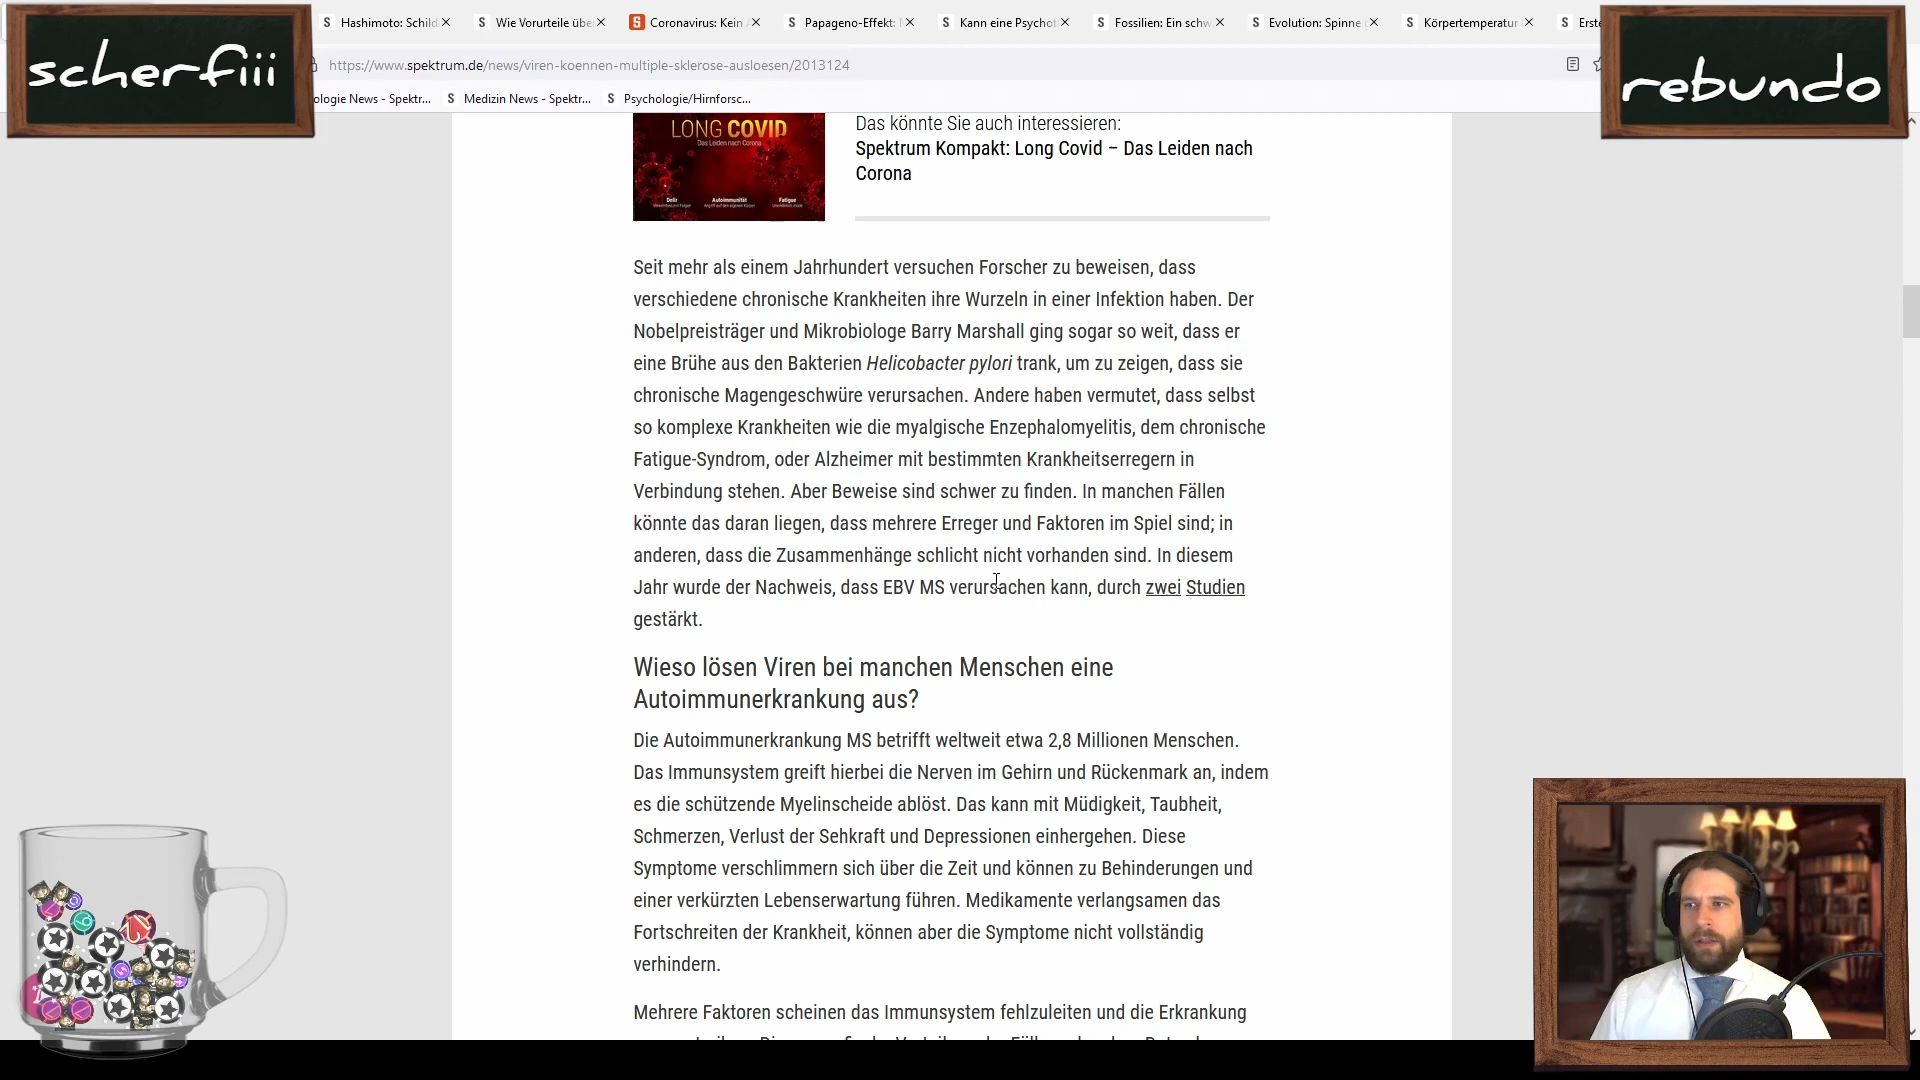 scherfiii
Hashimoto: Schild
Wie Vorurteile übe
Coronavirus: Kein
Papageno-Effekt:
Kann eine Psychot
Fossilien: Ein schw
Evolution: Spinne
Körpertemperatur
Erste
rebundo
https://www.spektrum.de/news/viren-koennen-multiple-sklerose-ausloesen/2013124
ologie News - Spektr...
Medizin News - Spektr...
Psychologie/Hirnforsc...
LONG COVID
Das Leiden nach Corona
Delir
Autoimmunität
Fatigue
Das könnte Sie auch interessieren:
Spektrum Kompakt: Long Covid – Das Leiden nach
Corona
Seit mehr als einem Jahrhundert versuchen Forscher zu beweisen, dass
verschiedene chronische Krankheiten ihre Wurzeln in einer Infektion haben. Der
Nobelpreisträger und Mikrobiologe Barry Marshall ging sogar so weit, dass er
eine Brühe aus den Bakterien Helicobacter pylori trank, um zu zeigen, dass sie
chronische Magengeschwüre verursachen. Andere haben vermutet, dass selbst
so komplexe Krankheiten wie die myalgische Enzephalomyelitis, dem chronische
Fatigue-Syndrom, oder Alzheimer mit bestimmten Krankheitserregern in
Verbindung stehen. Aber Beweise sind schwer zu finden. In manchen Fällen
könnte das daran liegen, dass mehrere Erreger und Faktoren im Spiel sind; in
anderen, dass die Zusammenhänge schlicht nicht vorhanden sind. In diesem
Jahr wurde der Nachweis, dass EBV MS verursachen kann, durch zwei Studien
gestärkt.
Wieso lösen Viren bei manchen Menschen eine
Autoimmunerkrankung aus?
Die Autoimmunerkrankung MS betrifft weltweit etwa 2,8 Millionen Menschen.
Das Immunsystem greift hierbei die Nerven im Gehirn und Rückenmark an, indem
es die schützende Myelinscheide ablöst. Das kann mit Müdigkeit, Taubheit,
Schmerzen, Verlust der Sehkraft und Depressionen einhergehen. Diese
Symptome verschlimmern sich über die Zeit und können zu Behinderungen und
einer verkürzten Lebenserwartung führen. Medikamente verlangsamen das
Fortschreiten der Krankheit, können aber die Symptome nicht vollständig
verhindern.
Mehrere Faktoren scheinen das Immunsystem fehlzuleiten und die Erkrankung